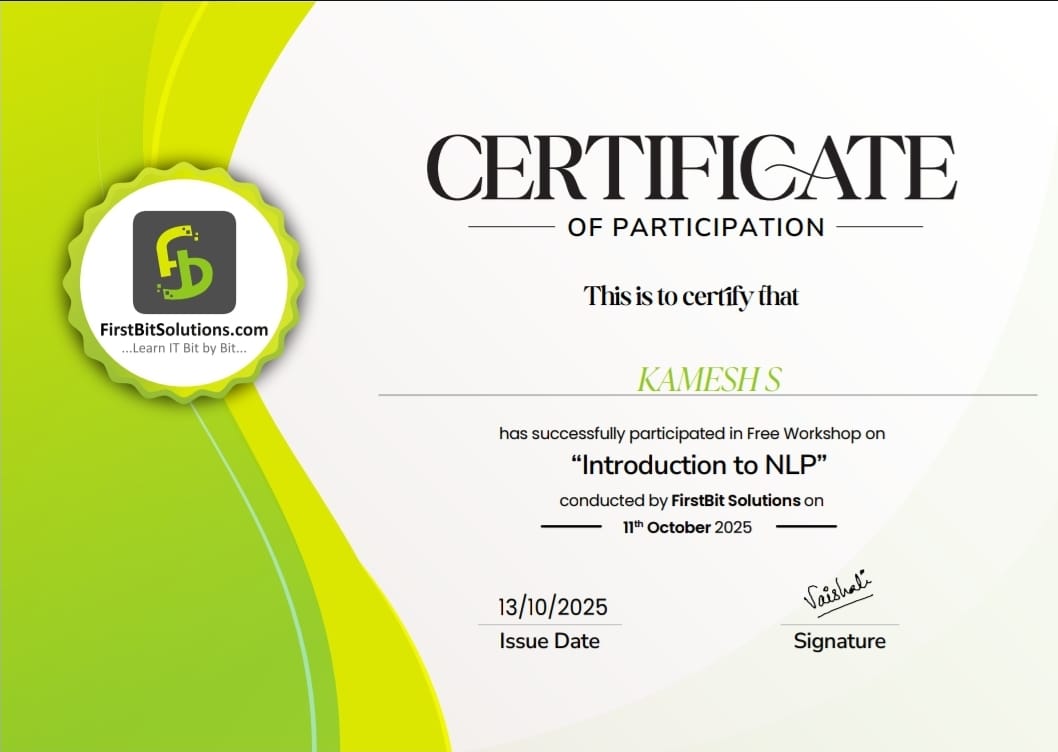 CERTIFICATE
OF PARTICIPATION
This is to certify that
KAMESH S
has successfully participated in Free Workshop on
“Introduction to NLP”
conducted by FirstBit Solutions on
11th October 2025
13/10/2025
Issue Date
Vaishali
Signature
fb
FirstBitSolutions.com
...Learn IT Bit by Bit...